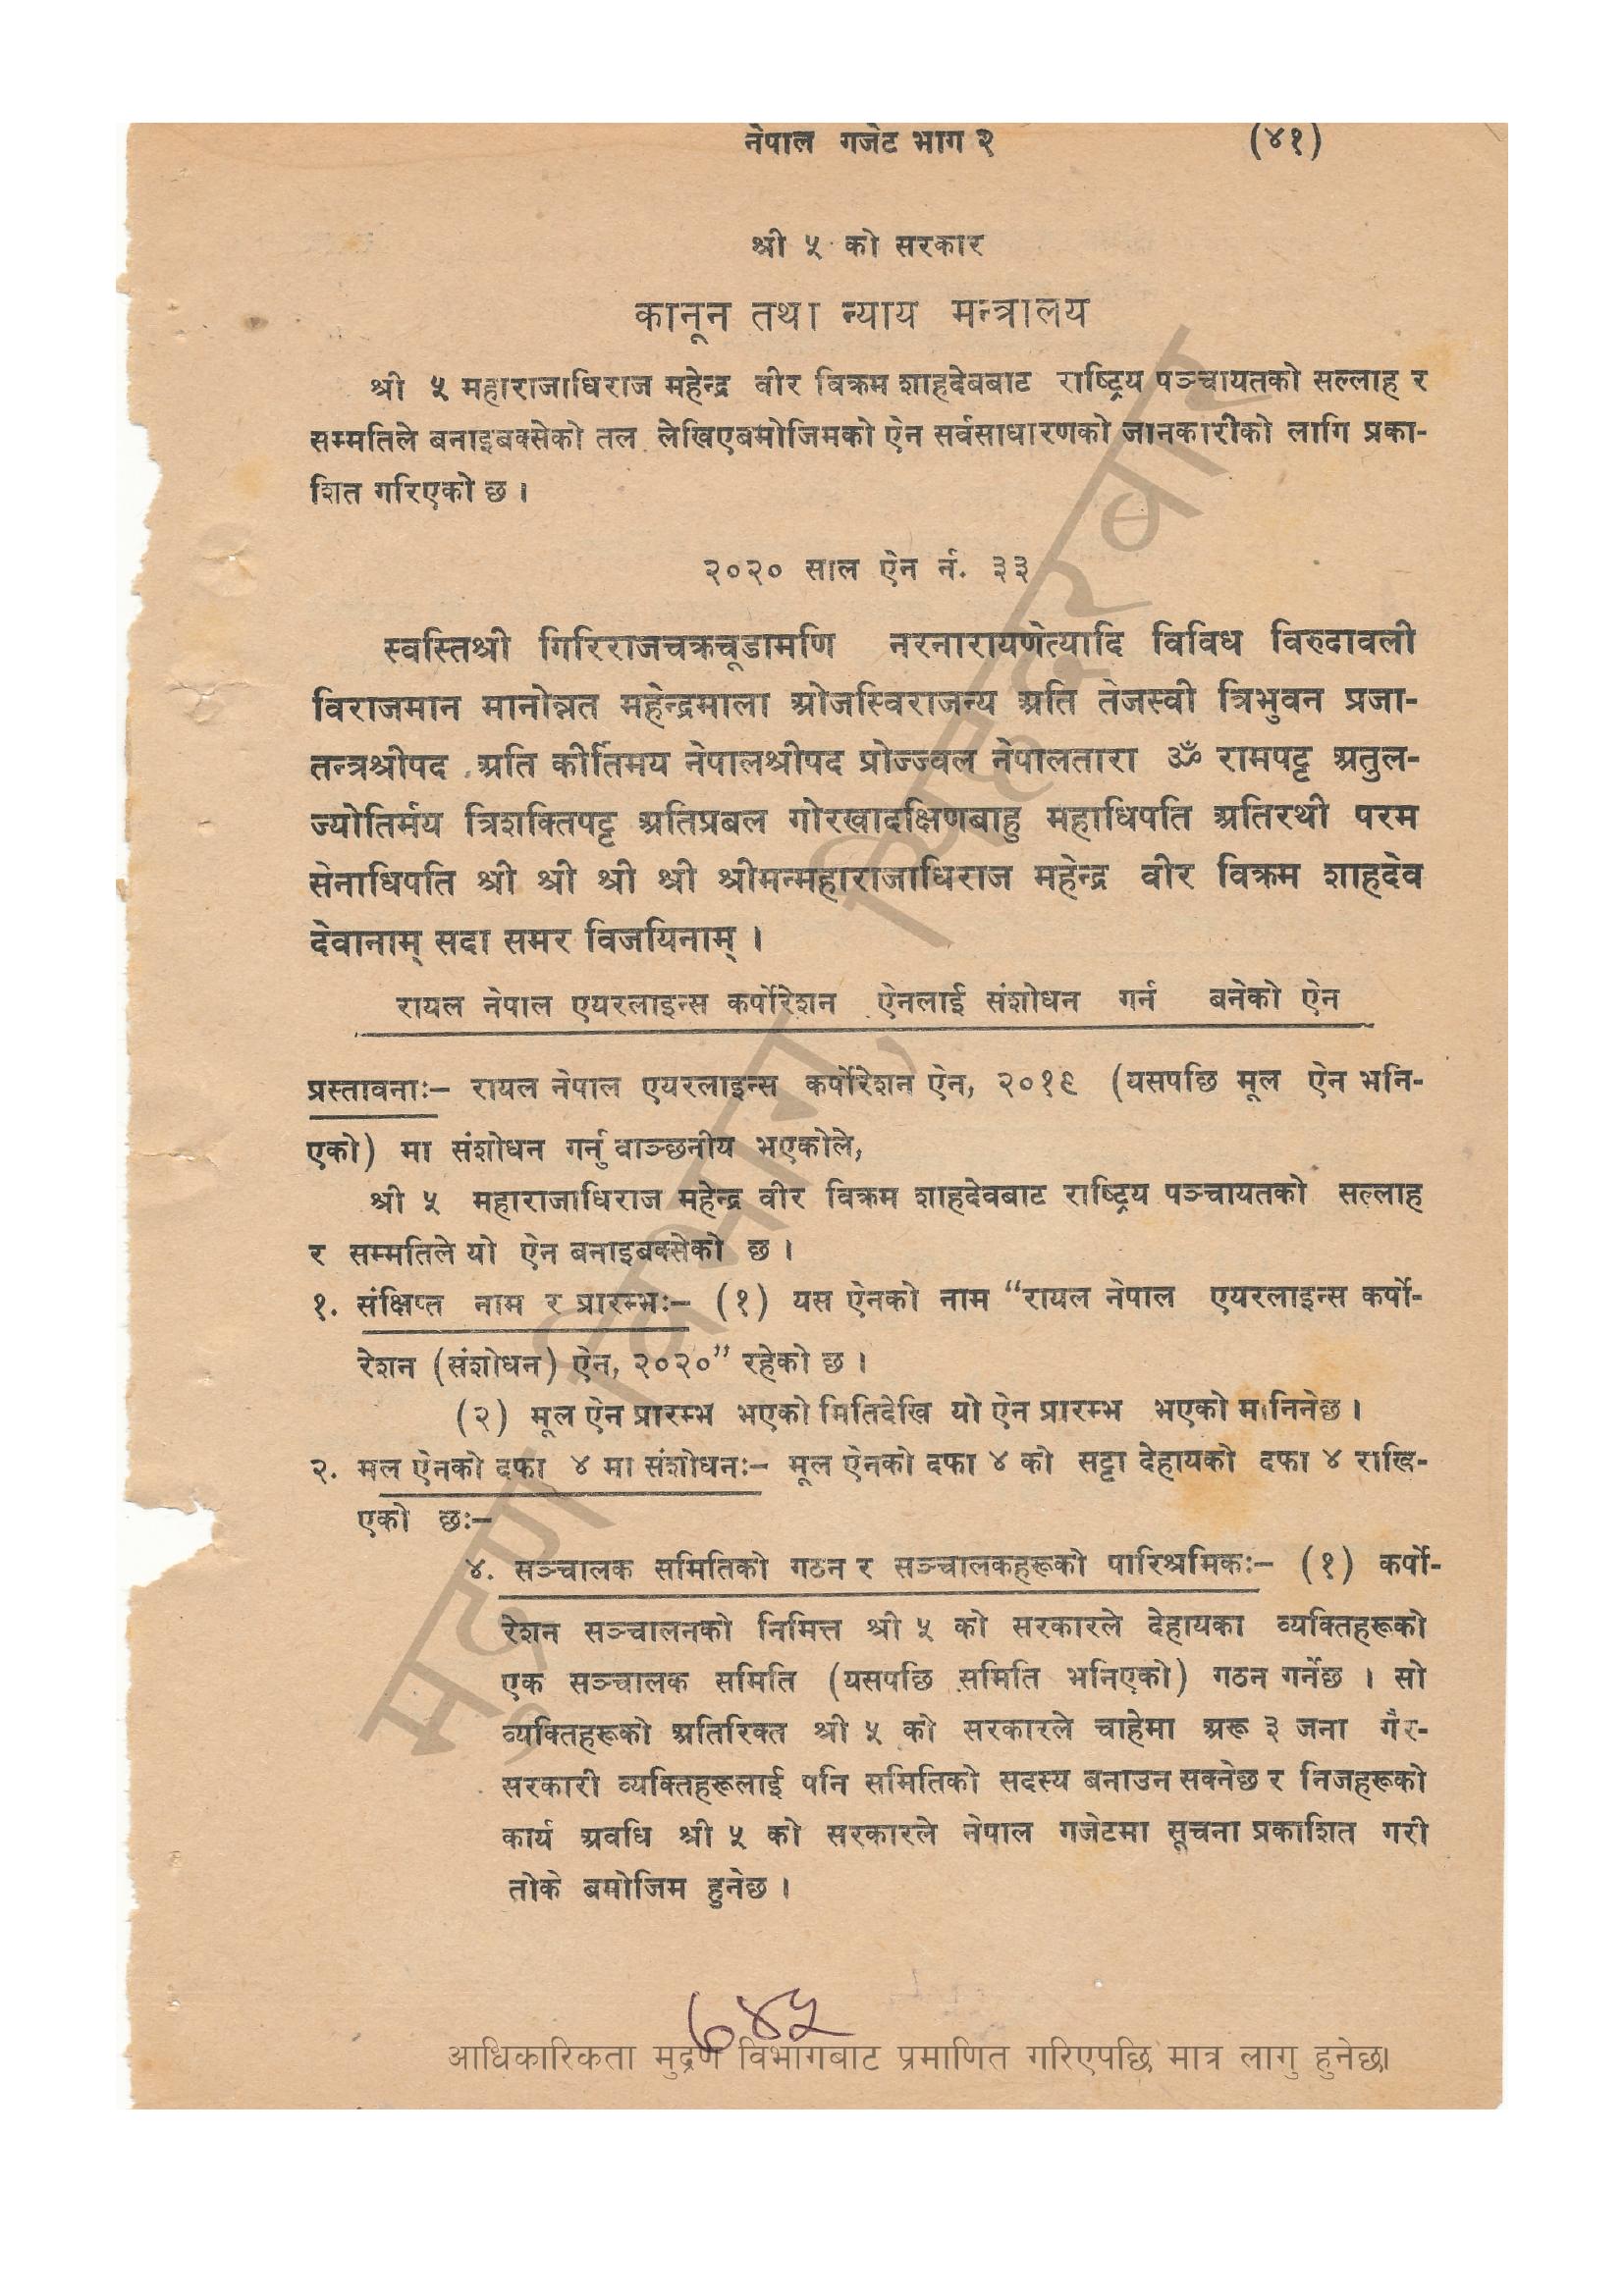 नेपाल गजेट भाग २ (४१)
श्री ५ को सरकार
कानून तथा न्याय मन्त्रालय
श्री ५ महाराजाधिराज महेन्द्र वीर विक्रम शाहदेवबाट राष्ट्रिय पञ्चायतको सल्लाह र
सम्मतिले बनाइबक्सेको तल लेखिएबमोजिमको ऐन सर्वसाधारणको जानकारीको लागि प्रका-
शित गरिएको छ ।
२०२० साल ऐन नं. ३३
स्वस्तिश्री गिरिराजचक्रचूडामणि नरनारायणेत्यादि विविध विरुदावली
विराजमान मानोन्नत महेन्द्रमाला ओजस्विराजन्य अति तेजस्वी त्रिभुवन प्रजा-
तन्त्रश्रीपद अति कीर्तिमय नेपालश्रीपद प्रोज्ज्वल नेपालतारा ॐ रामपट्ट अतुल-
ज्योतिर्मय त्रिशक्तिपट्ट अतिप्रबल गोरखादक्षिणबाहु महाधिपति अतिरथी परम
सेनाधिपति श्री श्री श्री श्री श्रीमन्महाराजाधिराज महेन्द्र वीर विक्रम शाहदेव
देवानाम् सदा समर विजयिनाम् ।
रायल नेपाल एयरलाइन्स कर्पोरेशन ऐनलाई संशोधन गर्न बनेको ऐन
प्रस्तावनाः– रायल नेपाल एयरलाइन्स कर्पोरेशन ऐन, २०१९ (यसपछि मूल ऐन भनि-
एको) मा संशोधन गर्नु वाञ्छनीय भएकोले,
श्री ५ महाराजाधिराज महेन्द्र वीर विक्रम शाहदेवबाट राष्ट्रिय पञ्चायतको सल्लाह
र सम्मतिले यो ऐन बनाइबक्सेको छ ।
१. संक्षिप्त नाम र प्रारम्भः– (१) यस ऐनको नाम “रायल नेपाल एयरलाइन्स कर्पो-
रेशन (संशोधन) ऐन, २०२०” रहेको छ ।
(२) मूल ऐन प्रारम्भ भएको मितिदेखि यो ऐन प्रारम्भ भएको मानिनेछ ।
२. मल ऐनको दफा ४ मा संशोधनः– मूल ऐनको दफा ४ को सट्टा देहायको दफा ४ राखि-
एको छः–
४. सञ्चालक समितिको गठन र सञ्चालकहरूको पारिश्रमिकः– (१) कर्पो-
रेशन सञ्चालनको निमित्त श्री ५ को सरकारले देहायका व्यक्तिहरूको
एक सञ्चालक समिति (यसपछि समिति भनिएको) गठन गर्नेछ । सो
व्यक्तिहरूको अतिरिक्त श्री ५ को सरकारले चाहेमा अरू ३ जना गैर-
सरकारी व्यक्तिहरूलाई पनि समितिको सदस्य बनाउन सक्नेछ र निजहरूको
कार्य अवधि श्री ५ को सरकारले नेपाल गजेटमा सूचना प्रकाशित गरी
तोके बमोजिम हुनेछ ।
७४५
आधिकारिकता मुद्रण विभागबाट प्रमाणित गरिएपछि मात्र लागु हुनेछ।
मुद्रण विभाग, सिंहदरवार